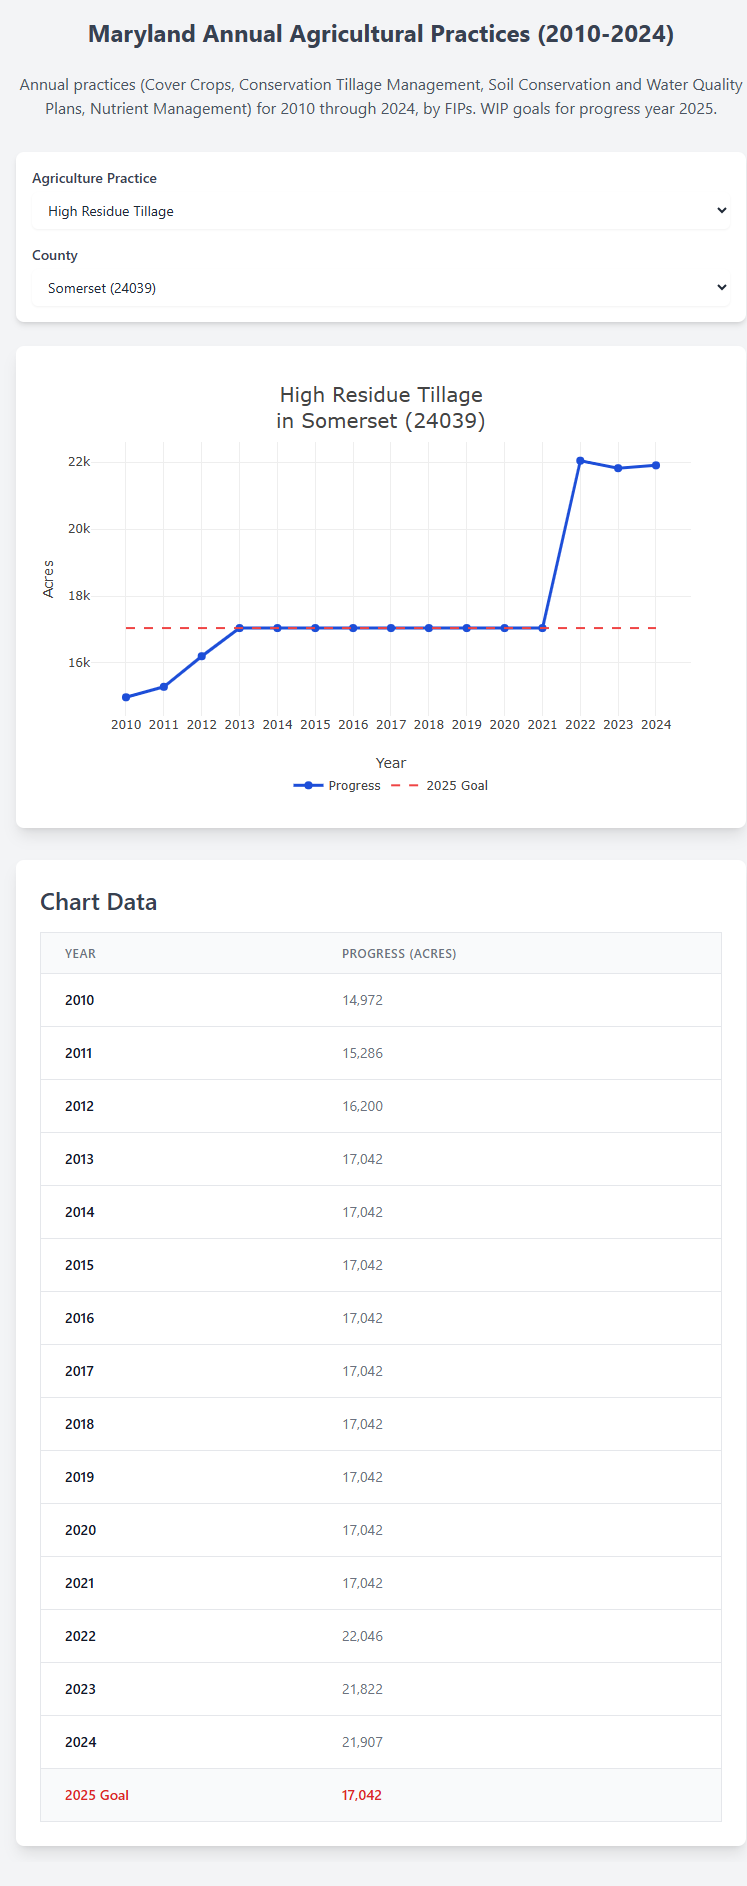 Maryland Annual Agricultural Practices (2010-2024)
Annual practices (Cover Crops, Conservation Tillage Management, Soil Conservation and Water Quality
Plans, Nutrient Management) for 2010 through 2024, by FIPs. WIP goals for progress year 2025.
Agriculture Practice
High Residue Tillage
County
Somerset (24039)
High Residue Tillage
in Somerset (24039)
22k
20k
18k
16k
Acres
2010 2011 2012 2013 2014 2015 2016 2017 2018 2019 2020 2021 2022 2023 2024
Year
Progress 2025 Goal
Chart Data
YEAR PROGRESS (ACRES)
2010 14,972
2011 15,286
2012 16,200
2013 17,042
2014 17,042
2015 17,042
2016 17,042
2017 17,042
2018 17,042
2019 17,042
2020 17,042
2021 17,042
2022 22,046
2023 21,822
2024 21,907
2025 Goal 17,042